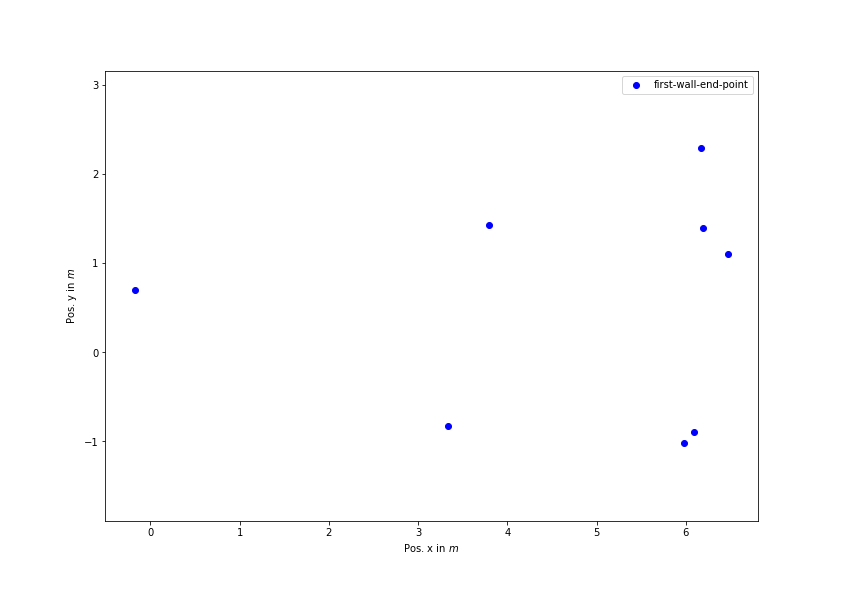 first-wall-end-point
3
2
1
0
−1
Pos. y in m
0 1 2 3 4 5 6
Pos. x in m